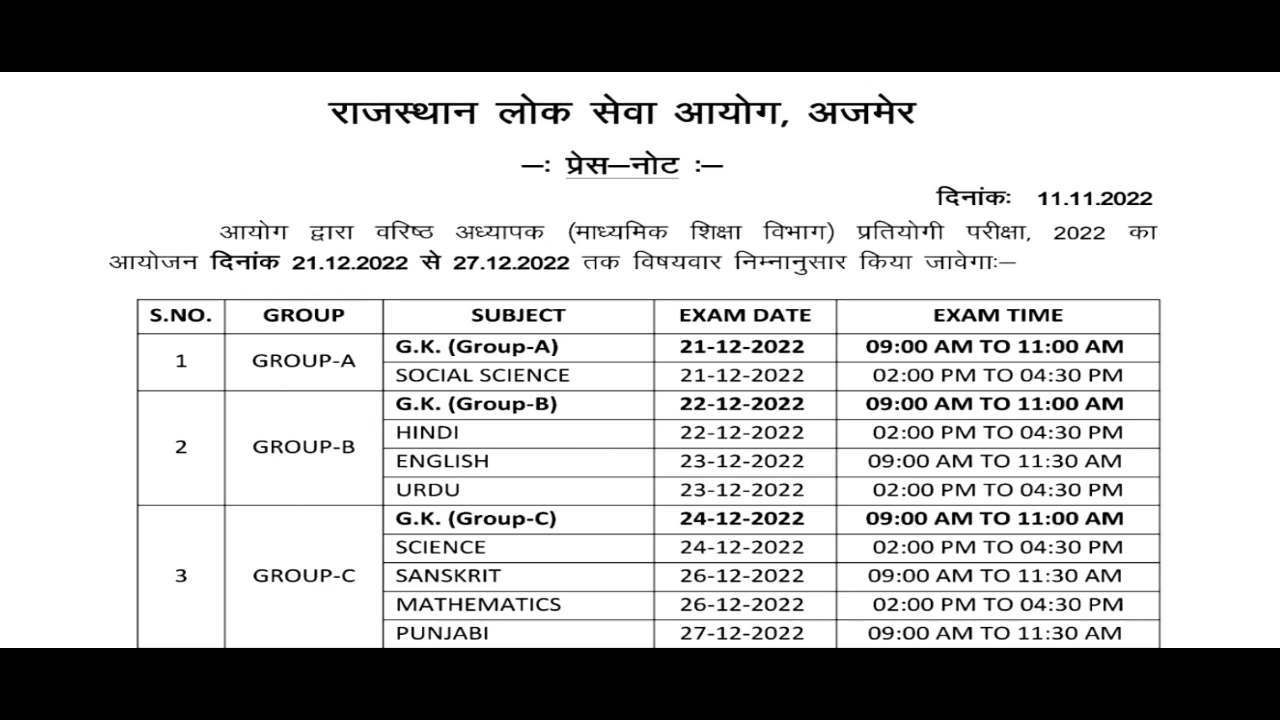 राजस्थान लोक सेवा आयोग, अजमेर
—: प्रेस—नोट :—
दिनांकः 11.11.2022
आयोग द्वारा वरिष्ठ अध्यापक (माध्यमिक शिक्षा विभाग) प्रतियोगी परीक्षा, 2022 का
आयोजन दिनांक 21.12.2022 से 27.12.2022 तक विषयवार निम्नानुसार किया जावेगाः—
S.NO. GROUP SUBJECT EXAM DATE EXAM TIME
1 GROUP-A G.K. (Group-A) 21-12-2022 09:00 AM TO 11:00 AM
SOCIAL SCIENCE 21-12-2022 02:00 PM TO 04:30 PM
2 GROUP-B G.K. (Group-B) 22-12-2022 09:00 AM TO 11:00 AM
HINDI 22-12-2022 02:00 PM TO 04:30 PM
ENGLISH 23-12-2022 09:00 AM TO 11:30 AM
URDU 23-12-2022 02:00 PM TO 04:30 PM
3 GROUP-C G.K. (Group-C) 24-12-2022 09:00 AM TO 11:00 AM
SCIENCE 24-12-2022 02:00 PM TO 04:30 PM
SANSKRIT 26-12-2022 09:00 AM TO 11:30 AM
MATHEMATICS 26-12-2022 02:00 PM TO 04:30 PM
PUNJABI 27-12-2022 09:00 AM TO 11:30 AM